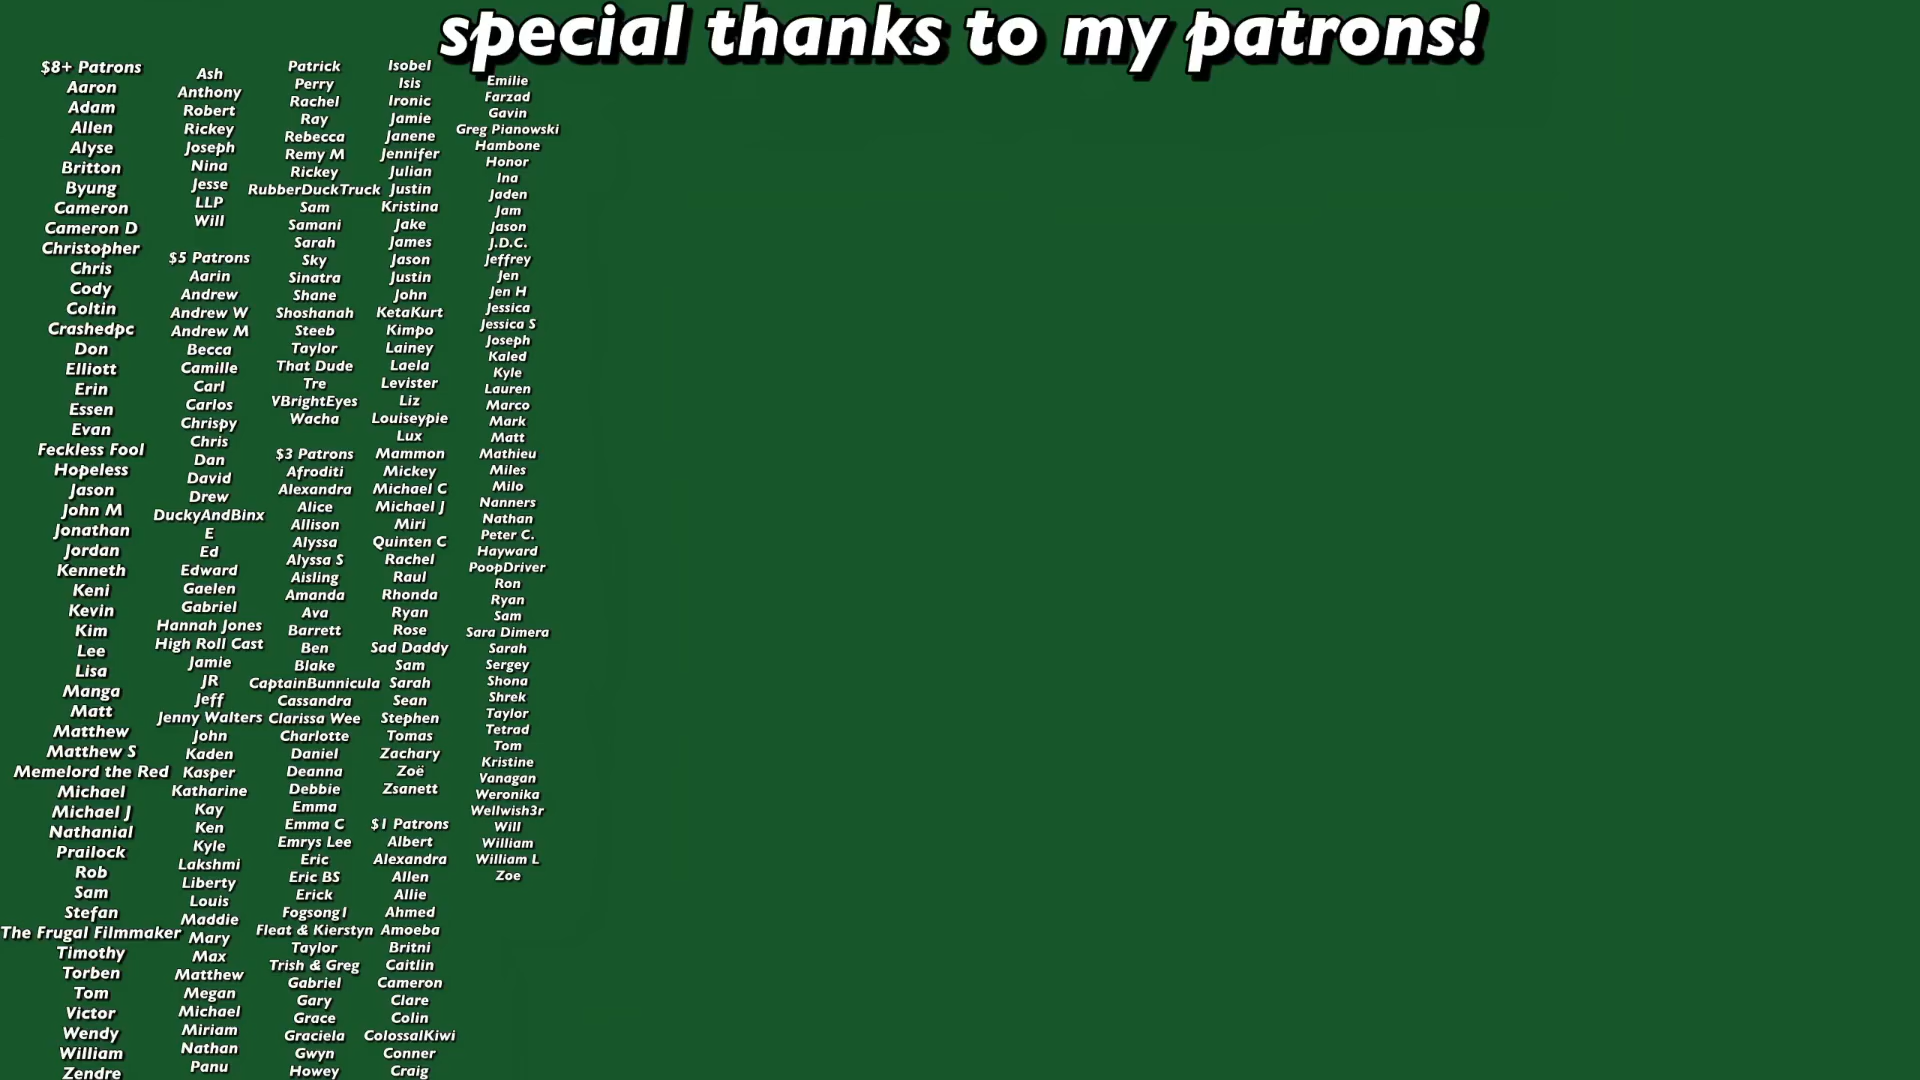 special thanks to my patrons!
$8+ Patrons
Aaron
Adam
Allen
Alyse
Britton
Byung
Cameron
Cameron D
Christopher
Chris
Cody
Coltin
Crashedpc
Don
Elliott
Erin
Essen
Evan
Feckless Fool
Hopeless
Jason
John M
Jonathan
Jordan
Kenneth
Keni
Kevin
Kim
Lee
Lisa
Manga
Matt
Matthew
Matthew S
Memelord the Red
Michael
Michael J
Nathanial
Prailock
Rob
Sam
Stefan
The Frugal Filmmaker
Timothy
Torben
Tom
Victor
Wendy
William
Zendre
Ash
Anthony
Robert
Rickey
Joseph
Nina
Jesse
LLP
Will
$5 Patrons
Aarin
Andrew
Andrew W
Andrew M
Becca
Camille
Carl
Carlos
Chrispy
Chris
Dan
David
Drew
DuckyAndBinx
E
Ed
Edward
Gaelen
Gabriel
Hannah Jones
High Roll Cast
Jamie
JR
Jeff
Jenny Walters
John
Kaden
Kasper
Katharine
Kay
Ken
Kyle
Lakshmi
Liberty
Louis
Maddie
Mary
Max
Matthew
Megan
Michael
Miriam
Nathan
Panu
Patrick
Perry
Rachel
Ray
Rebecca
Remy M
Rickey
RubberDuckTruck
Sam
Samani
Sarah
Sky
Sinatra
Shane
Shoshanah
Steeb
Taylor
That Dude
Tre
VBrightEyes
Wacha
$3 Patrons
Afroditi
Alexandra
Alice
Allison
Alyssa
Alyssa S
Aisling
Amanda
Ava
Barrett
Ben
Blake
CaptainBunnicula
Cassandra
Clarissa Wee
Charlotte
Daniel
Deanna
Debbie
Emma
Emma C
Emrys Lee
Eric
Eric BS
Erick
Fogsong1
Fleat & Kierstyn
Taylor
Trish & Greg
Gabriel
Gary
Grace
Graciela
Gwyn
Howey
Isobel
Isis
Ironic
Jamie
Janene
Jennifer
Julian
Justin
Kristina
Jake
James
Jason
Justin
John
KetaKurt
Kimpo
Lainey
Laela
Levister
Liz
Louiseypie
Lux
Mammon
Mickey
Michael C
Michael J
Miri
Quinten C
Rachel
Raul
Rhonda
Ryan
Rose
Sad Daddy
Sam
Sarah
Sean
Stephen
Tomas
Zachary
Zoë
Zsanett
$1 Patrons
Albert
Alexandra
Allen
Allie
Ahmed
Amoeba
Britni
Caitlin
Cameron
Clare
Colin
ColossalKiwi
Conner
Craig
Emilie
Farzad
Gavin
Greg Pianowski
Hambone
Honor
Ina
Jaden
Jam
Jason
J.D.C.
Jeffrey
Jen
Jen H
Jessica
Jessica S
Joseph
Kaled
Kyle
Lauren
Marco
Mark
Matt
Mathieu
Miles
Milo
Nanners
Nathan
Peter C.
Hayward
PoopDriver
Ron
Ryan
Sam
Sara Dimera
Sarah
Sergey
Shona
Shrek
Taylor
Tetrad
Tom
Kristine
Vanagan
Weronika
Wellwish3r
Will
William
William L
Zoe